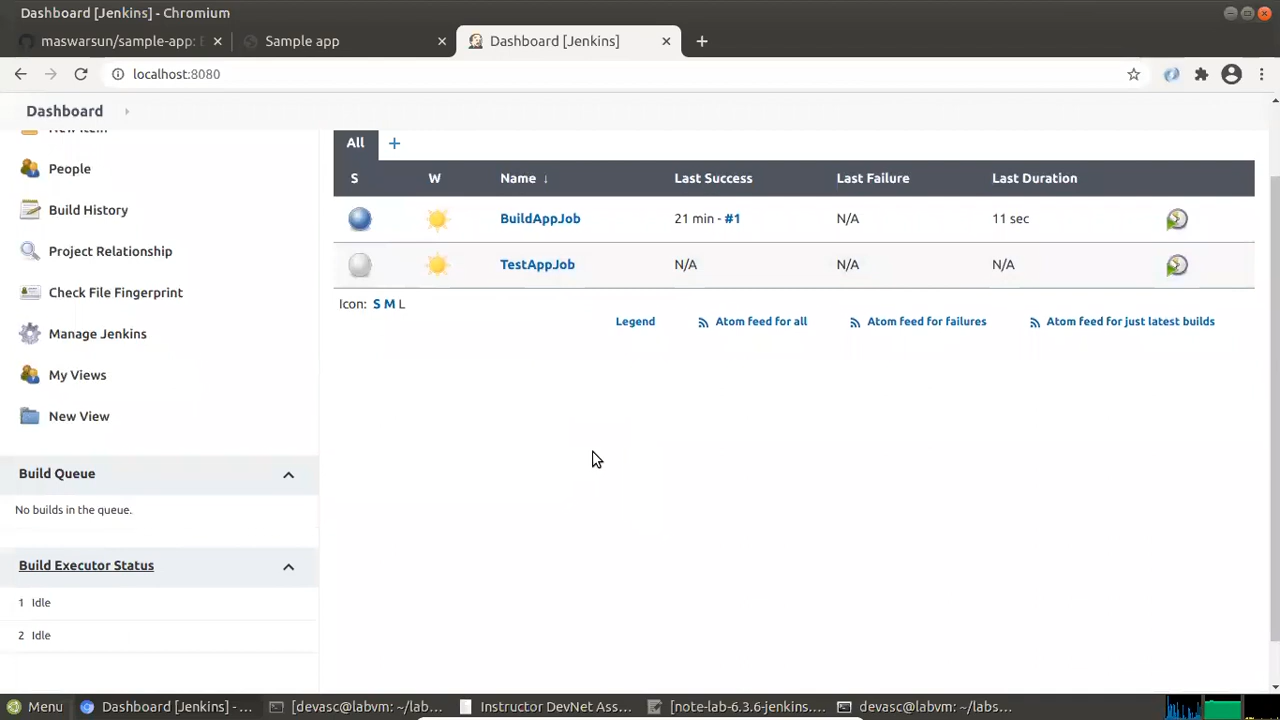 Dashboard [Jenkins] - Chromium
maswarsun/sample-app: E
Sample app
Dashboard [Jenkins]
localhost:8080
Dashboard
New Item
People
Build History
Project Relationship
Check File Fingerprint
Manage Jenkins
My Views
New View
Build Queue
No builds in the queue.
Build Executor Status
1 Idle
2 Idle
All +
S W Name ↓ Last Success Last Failure Last Duration
BuildAppJob 21 min - #1 N/A 11 sec
TestAppJob N/A N/A N/A
Icon: S M L
Legend Atom feed for all Atom feed for failures Atom feed for just latest builds
Menu Dashboard [Jenkins] - ... [devasc@labvm: ~/lab... Instructor DevNet Ass... [note-lab-6.3.6-jenkins.... devasc@labvm: ~/labs...